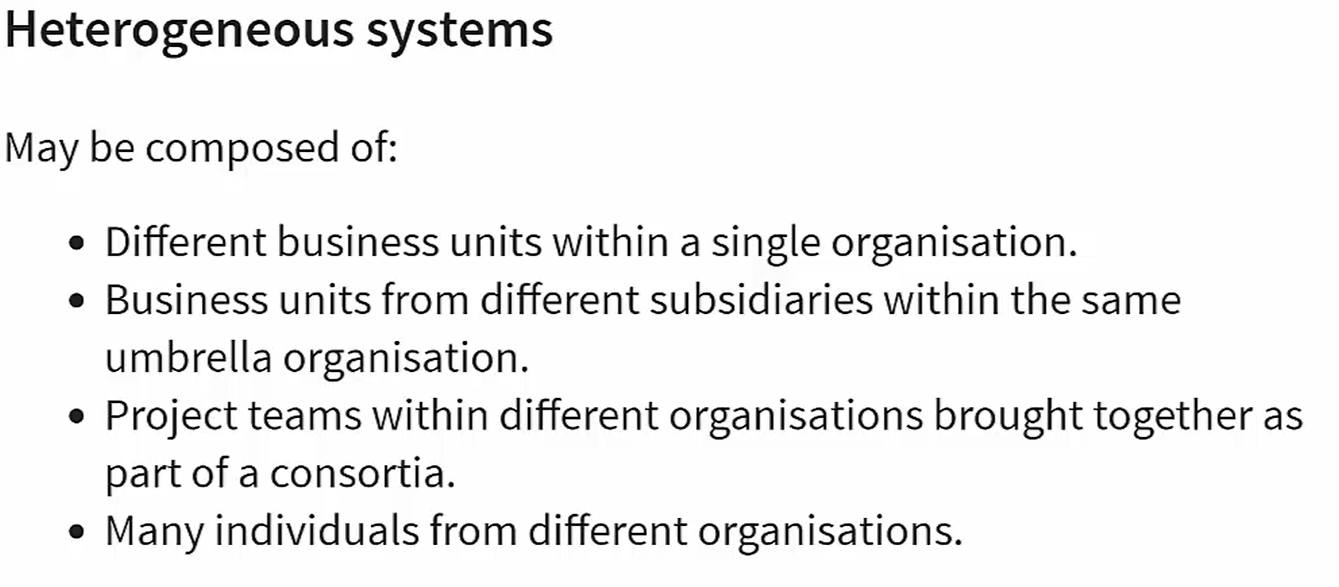 Heterogeneous systems
May be composed of:
• Different business units within a single organisation.
• Business units from different subsidiaries within the same
umbrella organisation.
• Project teams within different organisations brought together as
part of a consortia.
• Many individuals from different organisations.